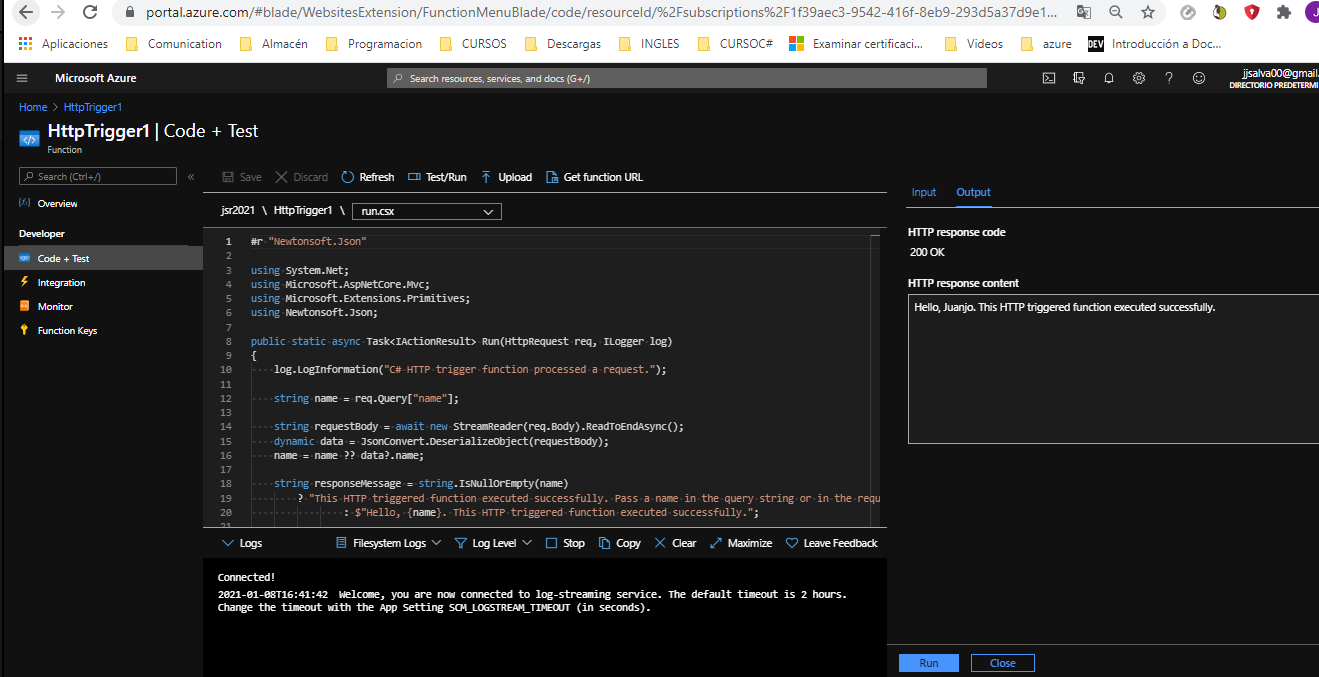 portal.azure.com/#blade/WebsitesExtension/FunctionMenuBlade/code/resourceId/%2Fsubscriptions%2F1f39aec3-9542-416f-8eb9-293d5a37d9e1...
Aplicaciones Comunication Almacén Programacion CURSOS Descargas INGLES CURSOC# Examinar certificaci... Videos azure DEV Introducción a Doc...
Microsoft Azure Search resources, services, and docs (G+/) jjsalva00@gmail.
DIRECTORIO PREDETERMI
Home > HttpTrigger1
HttpTrigger1 | Code + Test
Function
Search (Ctrl+/) «
Overview
Developer
Code + Test
Integration
Monitor
Function Keys
Save Discard Refresh Test/Run Upload Get function URL
jsr2021 \ HttpTrigger1 \ run.csx
1 #r "Newtonsoft.Json"
2
3 using System.Net;
4 using Microsoft.AspNetCore.Mvc;
5 using Microsoft.Extensions.Primitives;
6 using Newtonsoft.Json;
7
8 public static async Task<IActionResult> Run(HttpRequest req, ILogger log)
9 {
10 log.LogInformation("C# HTTP trigger function processed a request.");
11
12 string name = req.Query["name"];
13
14 string requestBody = await new StreamReader(req.Body).ReadToEndAsync();
15 dynamic data = JsonConvert.DeserializeObject(requestBody);
16 name = name ?? data?.name;
17
18 string responseMessage = string.IsNullOrEmpty(name)
19 ? "This HTTP triggered function executed successfully. Pass a name in the query string or in the requ
20 : $"Hello, {name}. This HTTP triggered function executed successfully.";
21
Logs Filesystem Logs Log Level Stop Copy Clear Maximize Leave Feedback
Connected!
2021-01-08T16:41:42 Welcome, you are now connected to log-streaming service. The default timeout is 2 hours.
Change the timeout with the App Setting SCM_LOGSTREAM_TIMEOUT (in seconds).
Input Output
HTTP response code
200 OK
HTTP response content
Hello, Juanjo. This HTTP triggered function executed successfully.
Run Close